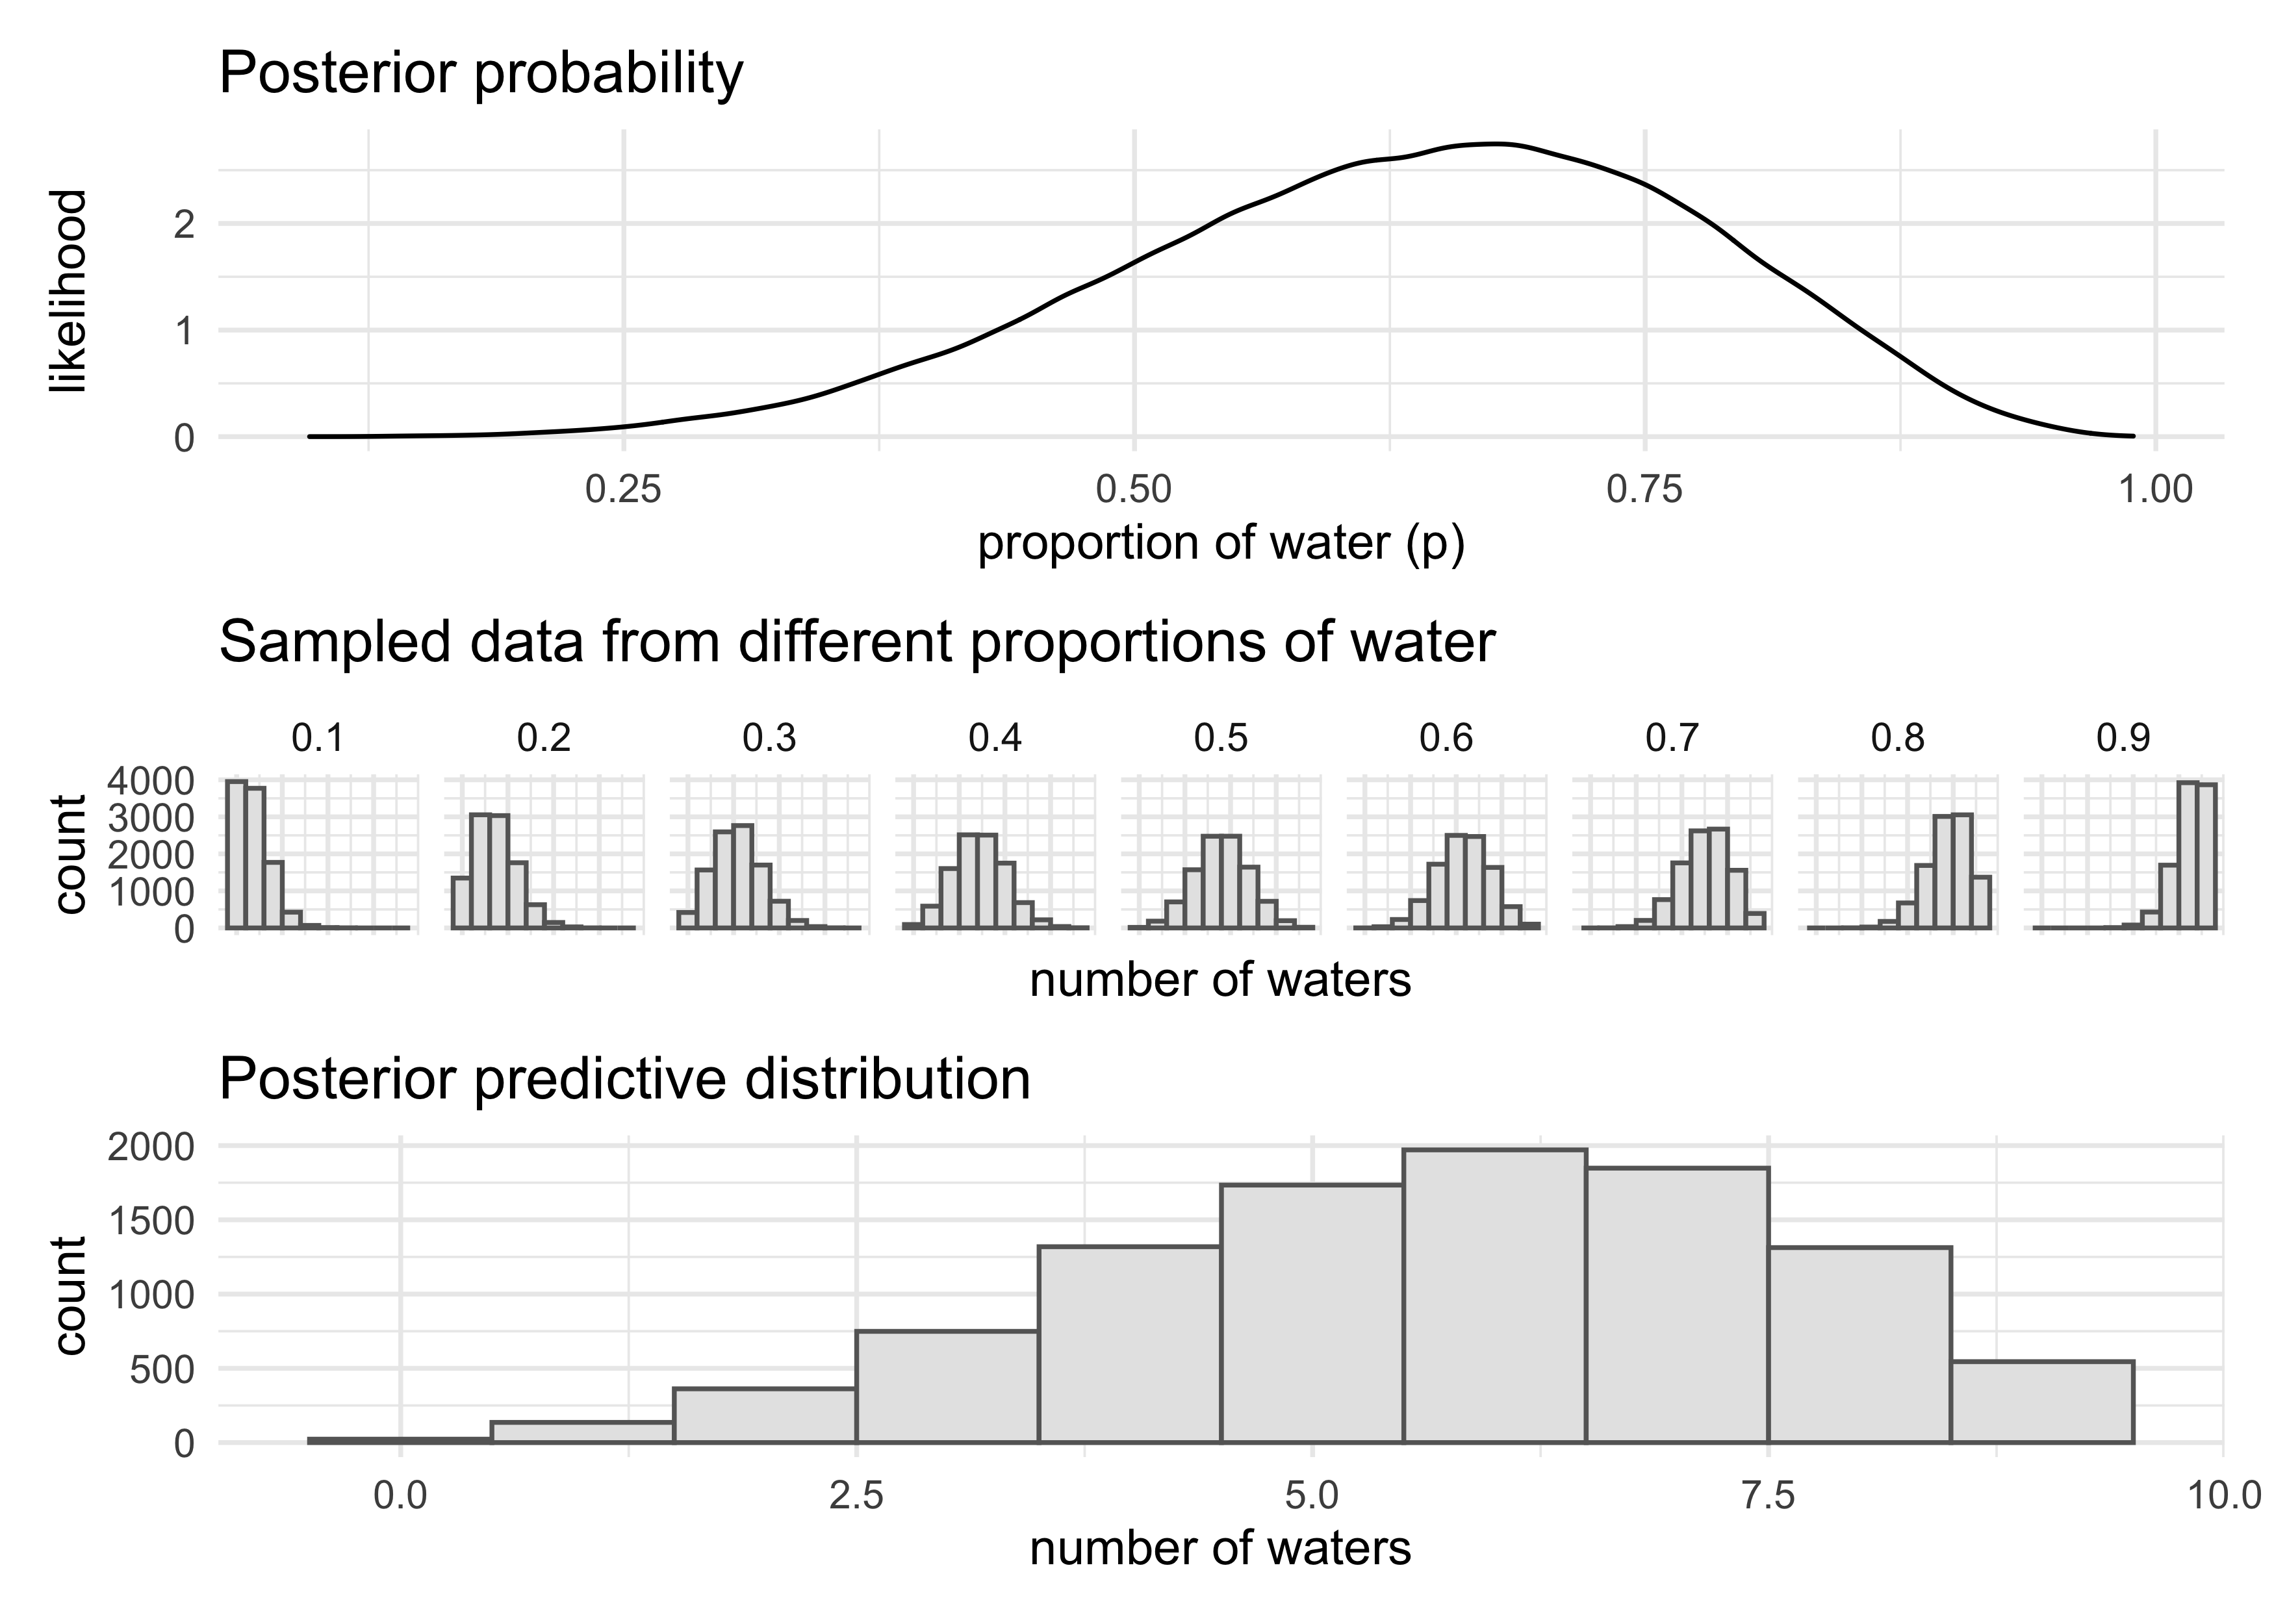 Posterior probability
likelihood
2
1
0
0.25 0.50 0.75 1.00
proportion of water (p)
Sampled data from different proportions of water
0.1 0.2 0.3 0.4 0.5 0.6 0.7 0.8 0.9
count
4000
3000
2000
1000
0
number of waters
Posterior predictive distribution
count
2000
1500
1000
500
0
0.0 2.5 5.0 7.5 10.0
number of waters